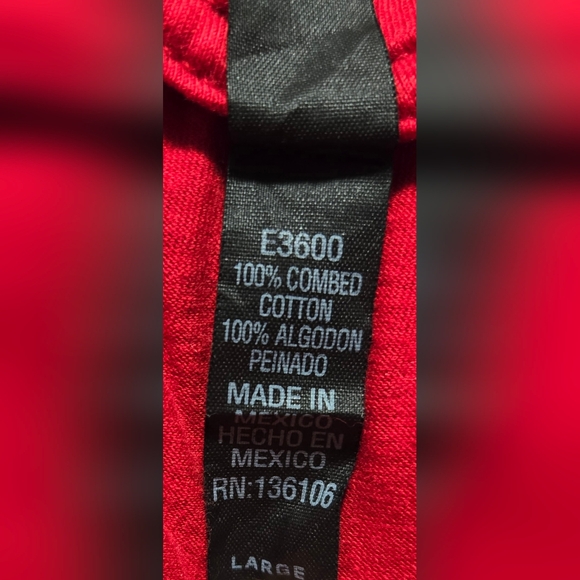 E3600
100% COMBED
COTTON
100% ALGODON
PEINADO
MADE IN
MEXICO
HECHO EN
MEXICO
RN:136106
LARGE